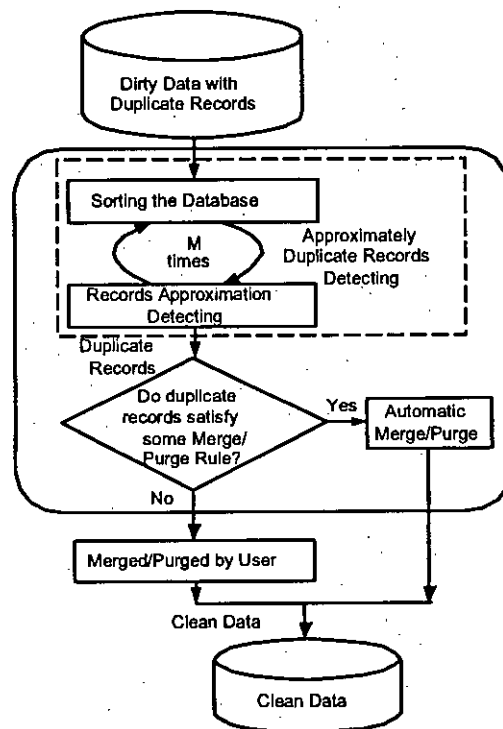 Dirty Data with
Duplicate Records
Sorting the Database
M
times
Approximately
Duplicate Records
Detecting
Records Approximation
Detecting
Duplicate
Records
Do duplicate
records satisfy
some Merge/
Purge Rule?
Yes
Automatic
Merge/Purge
No
Merged/Purged by User
Clean Data
Clean Data